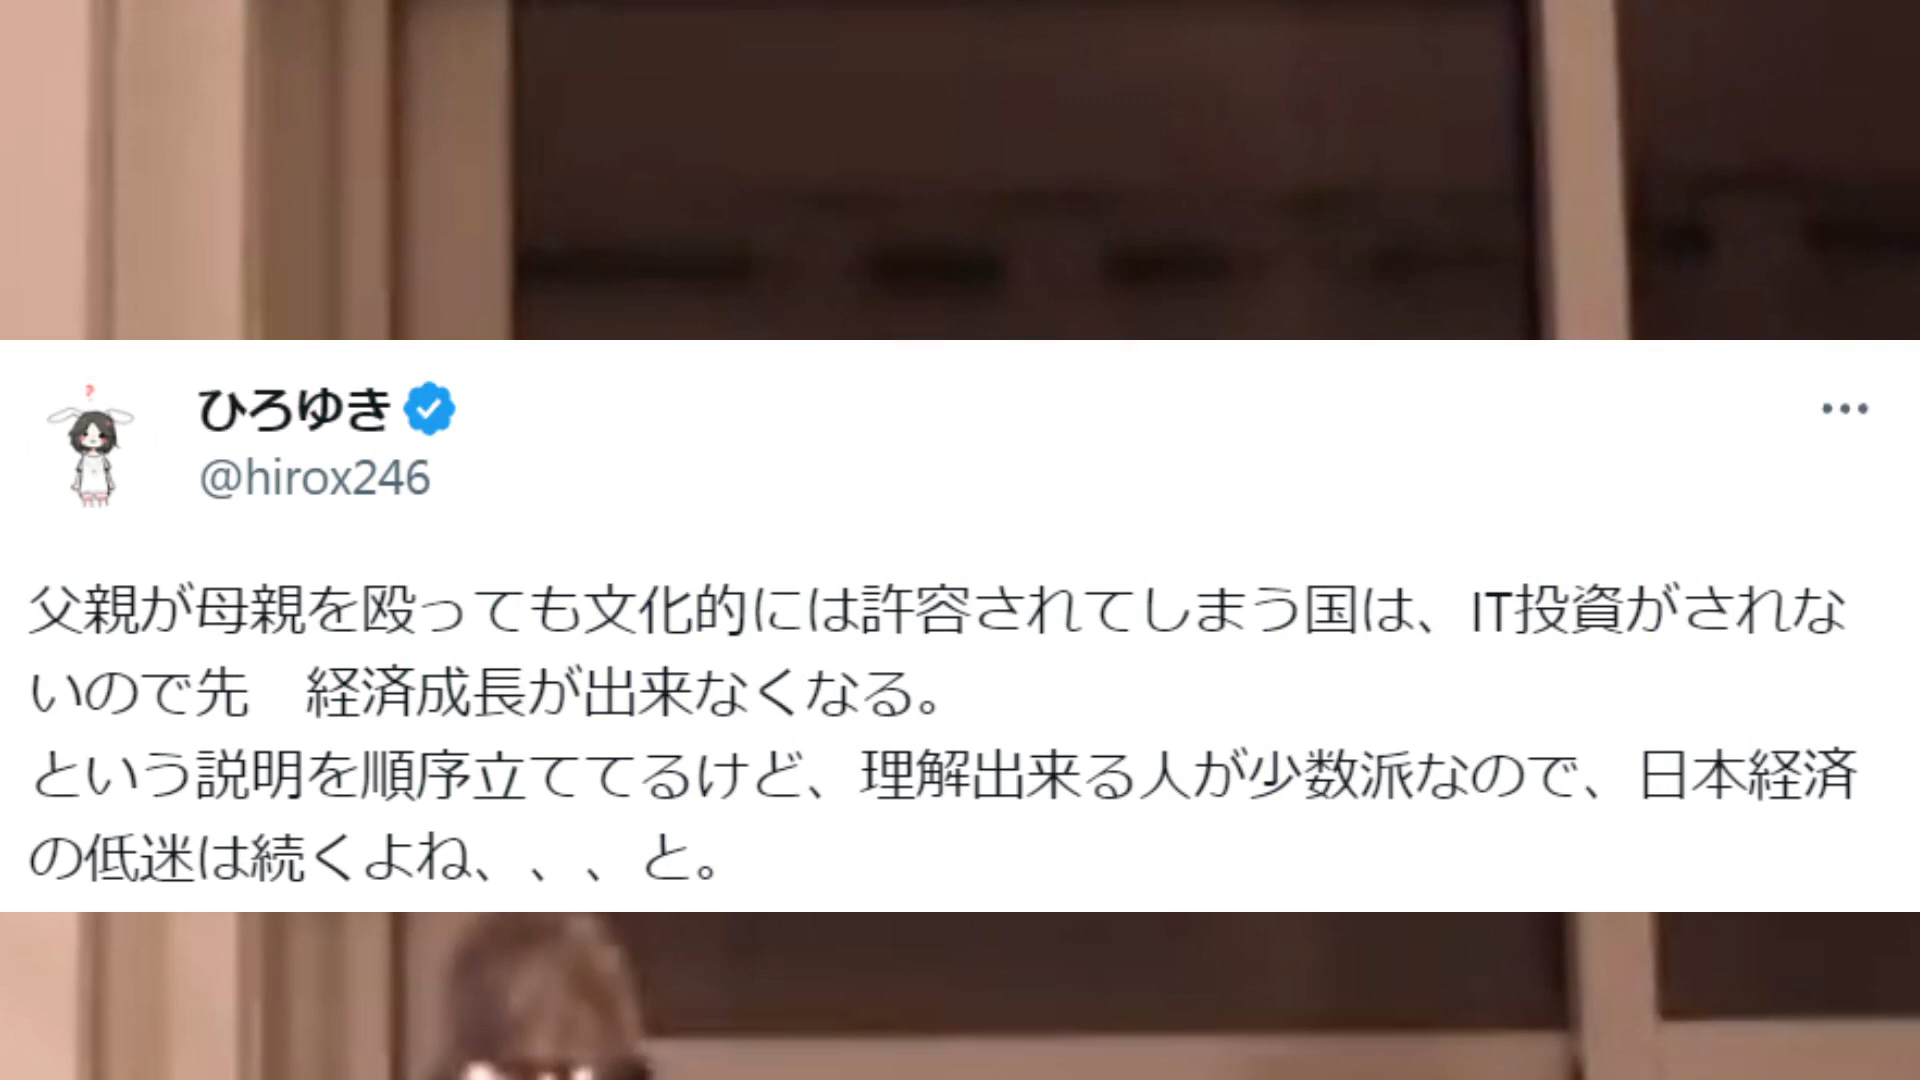 ?
ひろゆき
@hirox246
父親が母親を殴っても文化的には許容されてしまう国は、IT投資がされな
いので先　経済成長が出来なくなる。
という説明を順序立ててるけど、理解出来る人が少数派なので、日本経済
の低迷は続くよね、、、と。